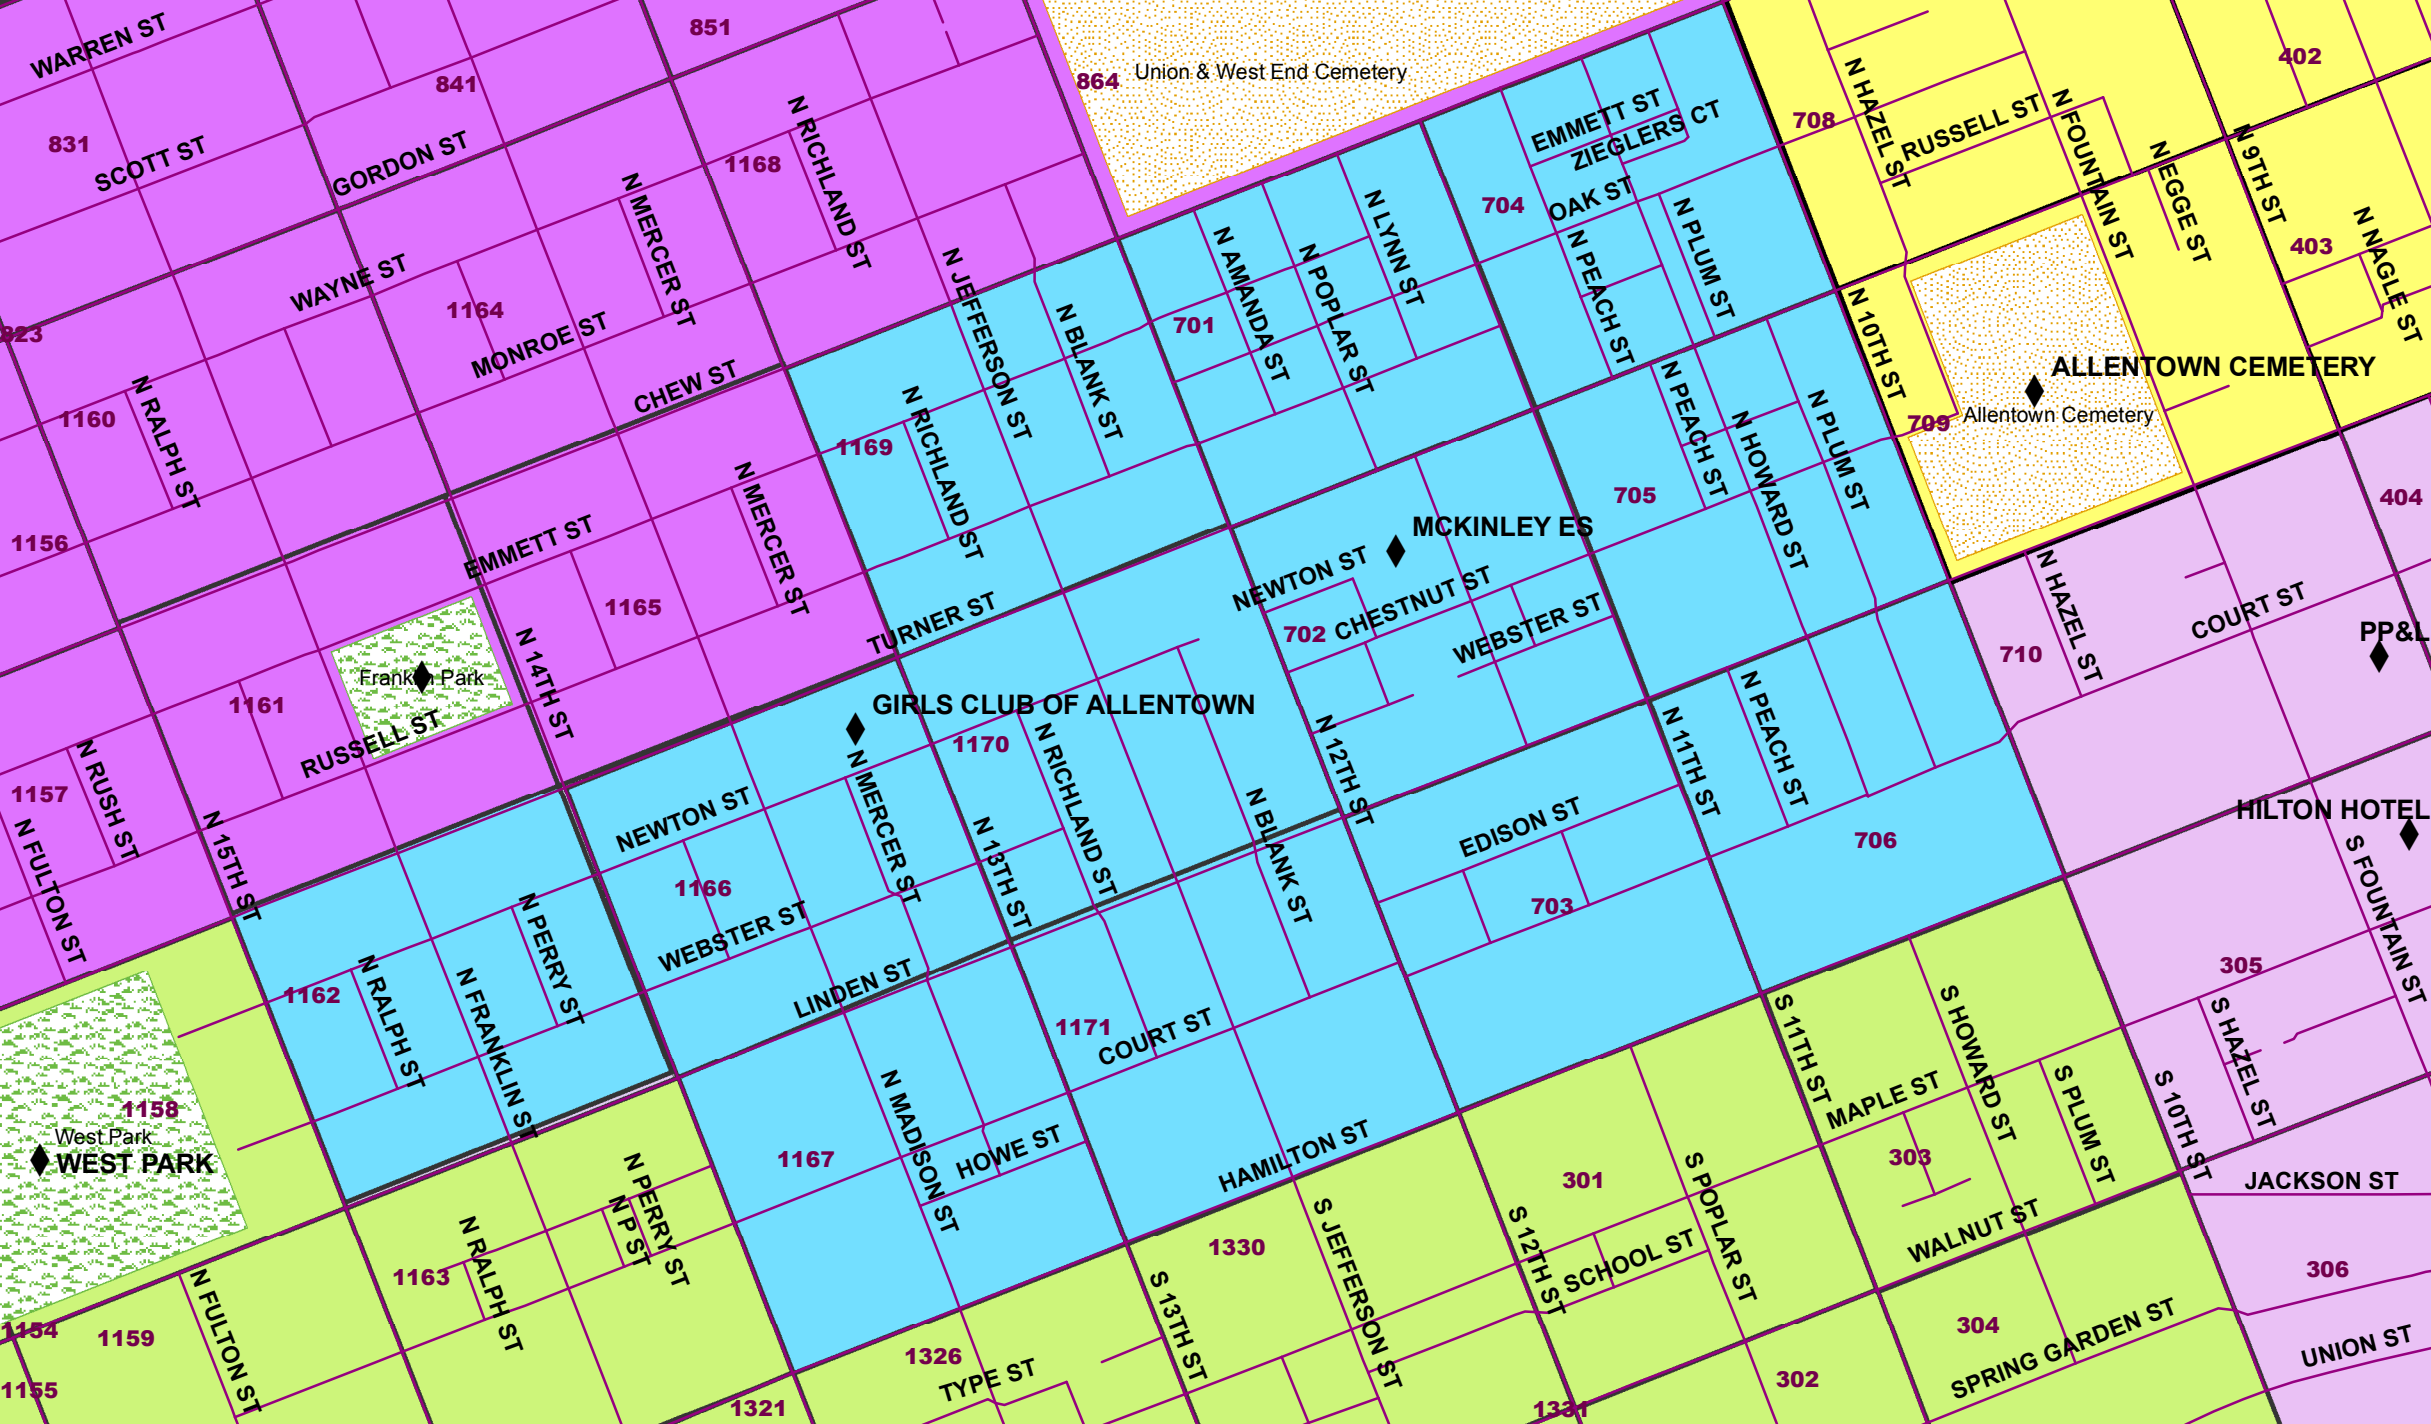 WARREN ST
851
402
841
864
Union & West End Cemetery
708
831
SCOTT ST
GORDON ST
1168
N RICHLAND ST
EMMETT ST
ZIEGLERS CT
N HAZEL ST
RUSSELL ST
N FOUNTAIN ST
N EGGE ST
N 9TH ST
704
OAK ST
403
N NAGLE ST
WAYNE ST
N MERCER ST
1164
N JEFFERSON ST
N BLANK ST
701
N AMANDA ST
N POPLAR ST
N LYNN ST
N PEACH ST
N PLUM ST
823
MONROE ST
CHEW ST
N 10TH ST
ALLENTOWN CEMETERY
Allentown Cemetery
709
1160
N RALPH ST
1169
N RICHLAND ST
N PEACH ST
N HOWARD ST
N PLUM ST
705
404
1156
EMMETT ST
N MERCER ST
MCKINLEY ES
NEWTON ST
CHESTNUT ST
WEBSTER ST
702
1165
TURNER ST
N HAZEL ST
COURT ST
710
PP&L
Franklin Park
N 14TH ST
1161
RUSSELL ST
GIRLS CLUB OF ALLENTOWN
1170
N RICHLAND ST
N 12TH ST
N 11TH ST
N PEACH ST
1157
N RUSH ST
N FULTON ST
N 15TH ST
NEWTON ST
N MERCER ST
N 13TH ST
N BLANK ST
EDISON ST
706
HILTON HOTEL
S FOUNTAIN ST
1166
WEBSTER ST
703
1162
N RALPH ST
N FRANKLIN ST
N PERRY ST
LINDEN ST
1171
COURT ST
305
S HAZEL ST
S 11TH ST
S HOWARD ST
MAPLE ST
S PLUM ST
S 10TH ST
1158
West Park
WEST PARK
N MADISON ST
HOWE ST
1167
HAMILTON ST
301
S POPLAR ST
303
JACKSON ST
N PERRY ST
N P ST
N RALPH ST
1163
N FULTON ST
1330
S JEFFERSON ST
S 12TH ST
SCHOOL ST
WALNUT ST
306
S 13TH ST
1154
1159
1326
TYPE ST
304
SPRING GARDEN ST
UNION ST
1155
1321
302
1331